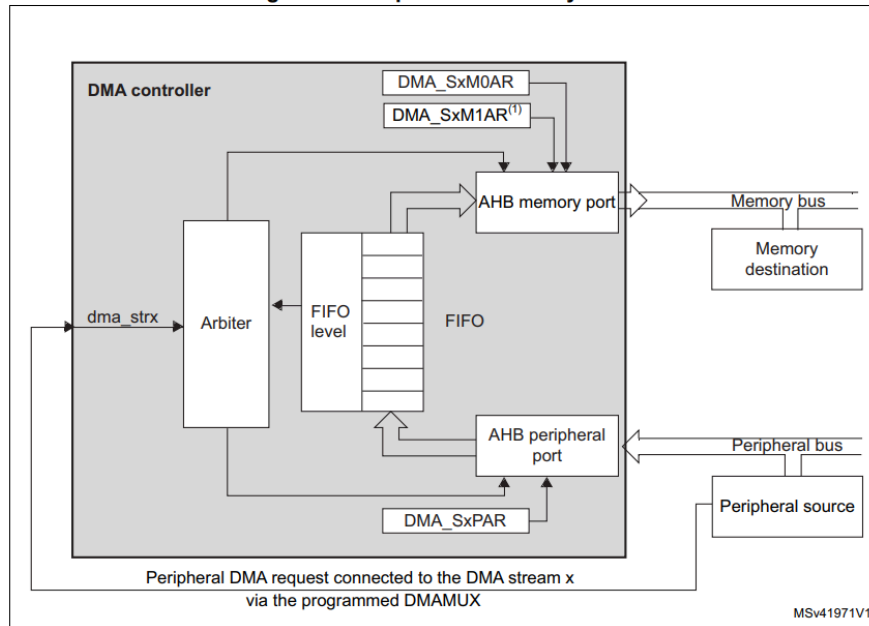 DMA controller
DMA_SxM0AR
DMA_SxM1AR(1)
AHB memory port
Memory bus
Memory
destination
dma_strx
Arbiter
FIFO
level
FIFO
AHB peripheral
port
Peripheral bus
Peripheral source
DMA_SxPAR
Peripheral DMA request connected to the DMA stream x
via the programmed DMAMUX
MSv41971V1